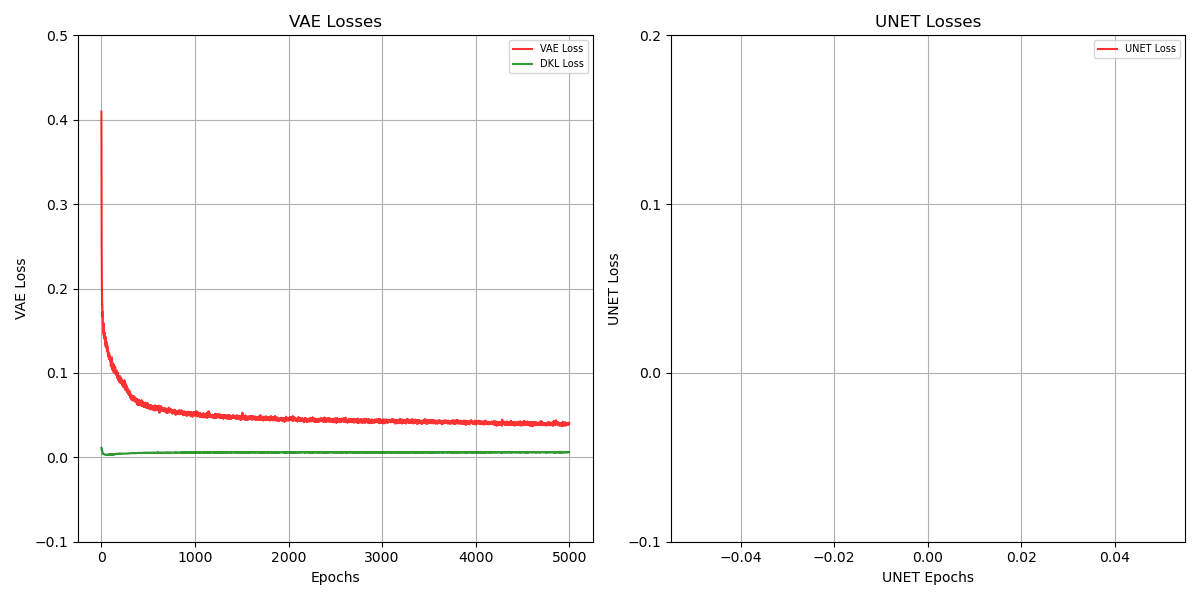 VAE Losses
VAE Loss
DKL Loss
0.5
0.4
0.3
0.2
0.1
0.0
−0.1
0 1000 2000 3000 4000 5000
Epochs
VAE Loss
UNET Losses
UNET Loss
0.2
0.1
0.0
−0.1
−0.04 −0.02 0.00 0.02 0.04
UNET Epochs
UNET Loss